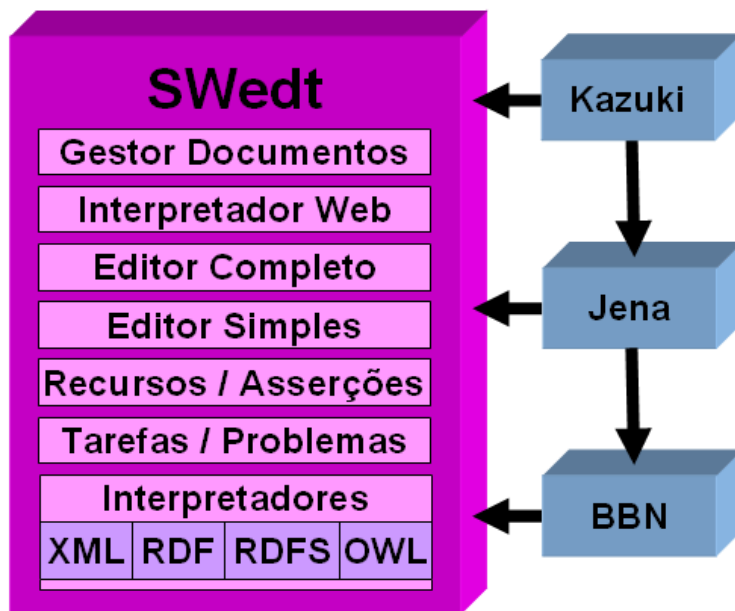 SWedt
Gestor Documentos
Interpretador Web
Editor Completo
Editor Simples
Recursos / Asserções
Tarefas / Problemas
Interpretadores
XML RDF RDFS OWL
Kazuki
Jena
BBN